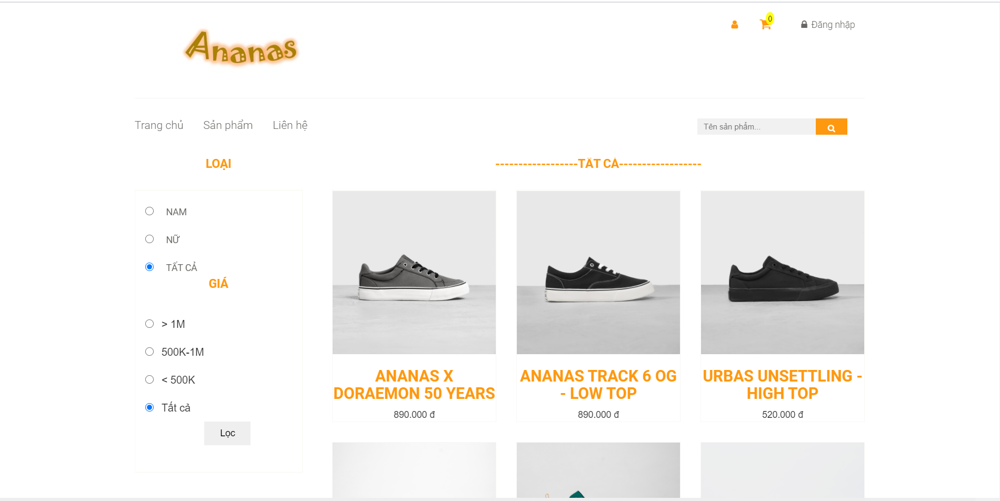 0
Đăng nhập
Ananas
Trang chủ
Sản phẩm
Liên hệ
Tên sản phẩm...
LOẠI
------------------TẤT CẢ------------------
NAM
NỮ
TẤT CẢ
GIÁ
> 1M
500K-1M
< 500K
Tất cả
Lọc
ANANAS X
DORAEMON 50 YEARS
890.000 đ
ANANAS TRACK 6 OG
- LOW TOP
890.000 đ
URBAS UNSETTLING -
HIGH TOP
520.000 đ